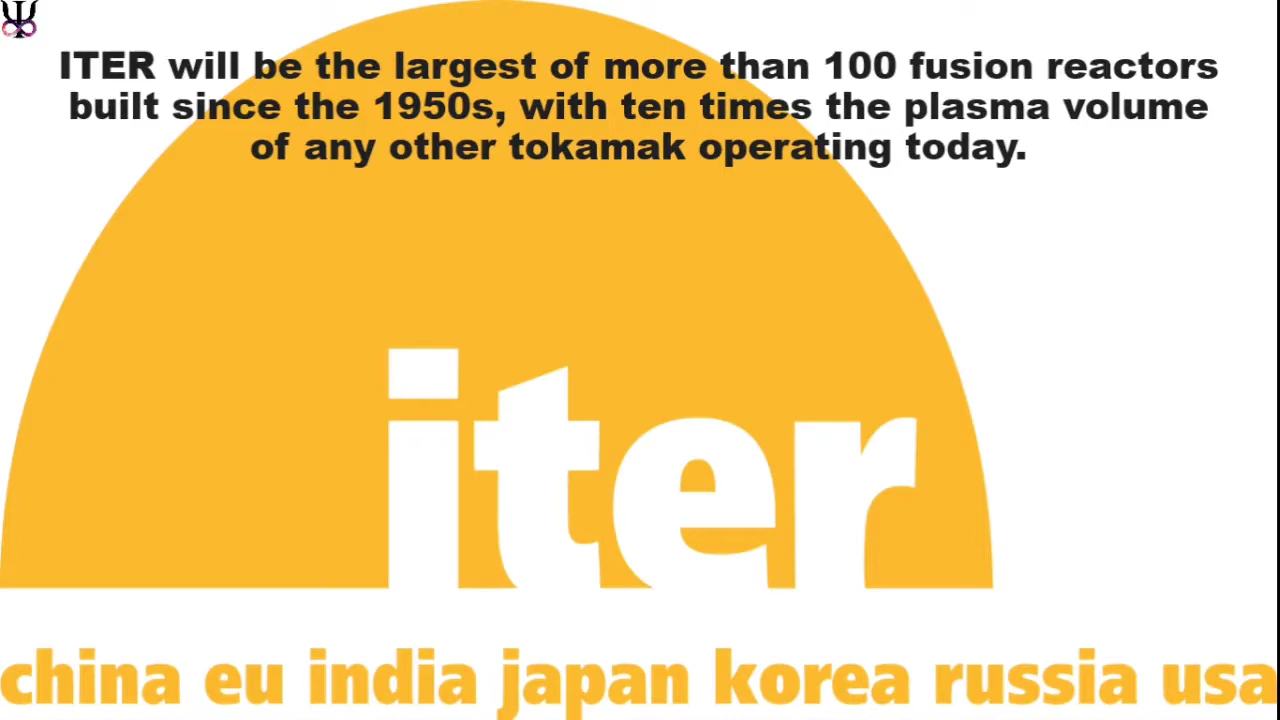 ITER will be the largest of more than 100 fusion reactors
built since the 1950s, with ten times the plasma volume
of any other tokamak operating today.
iter
china eu india japan korea russia usa